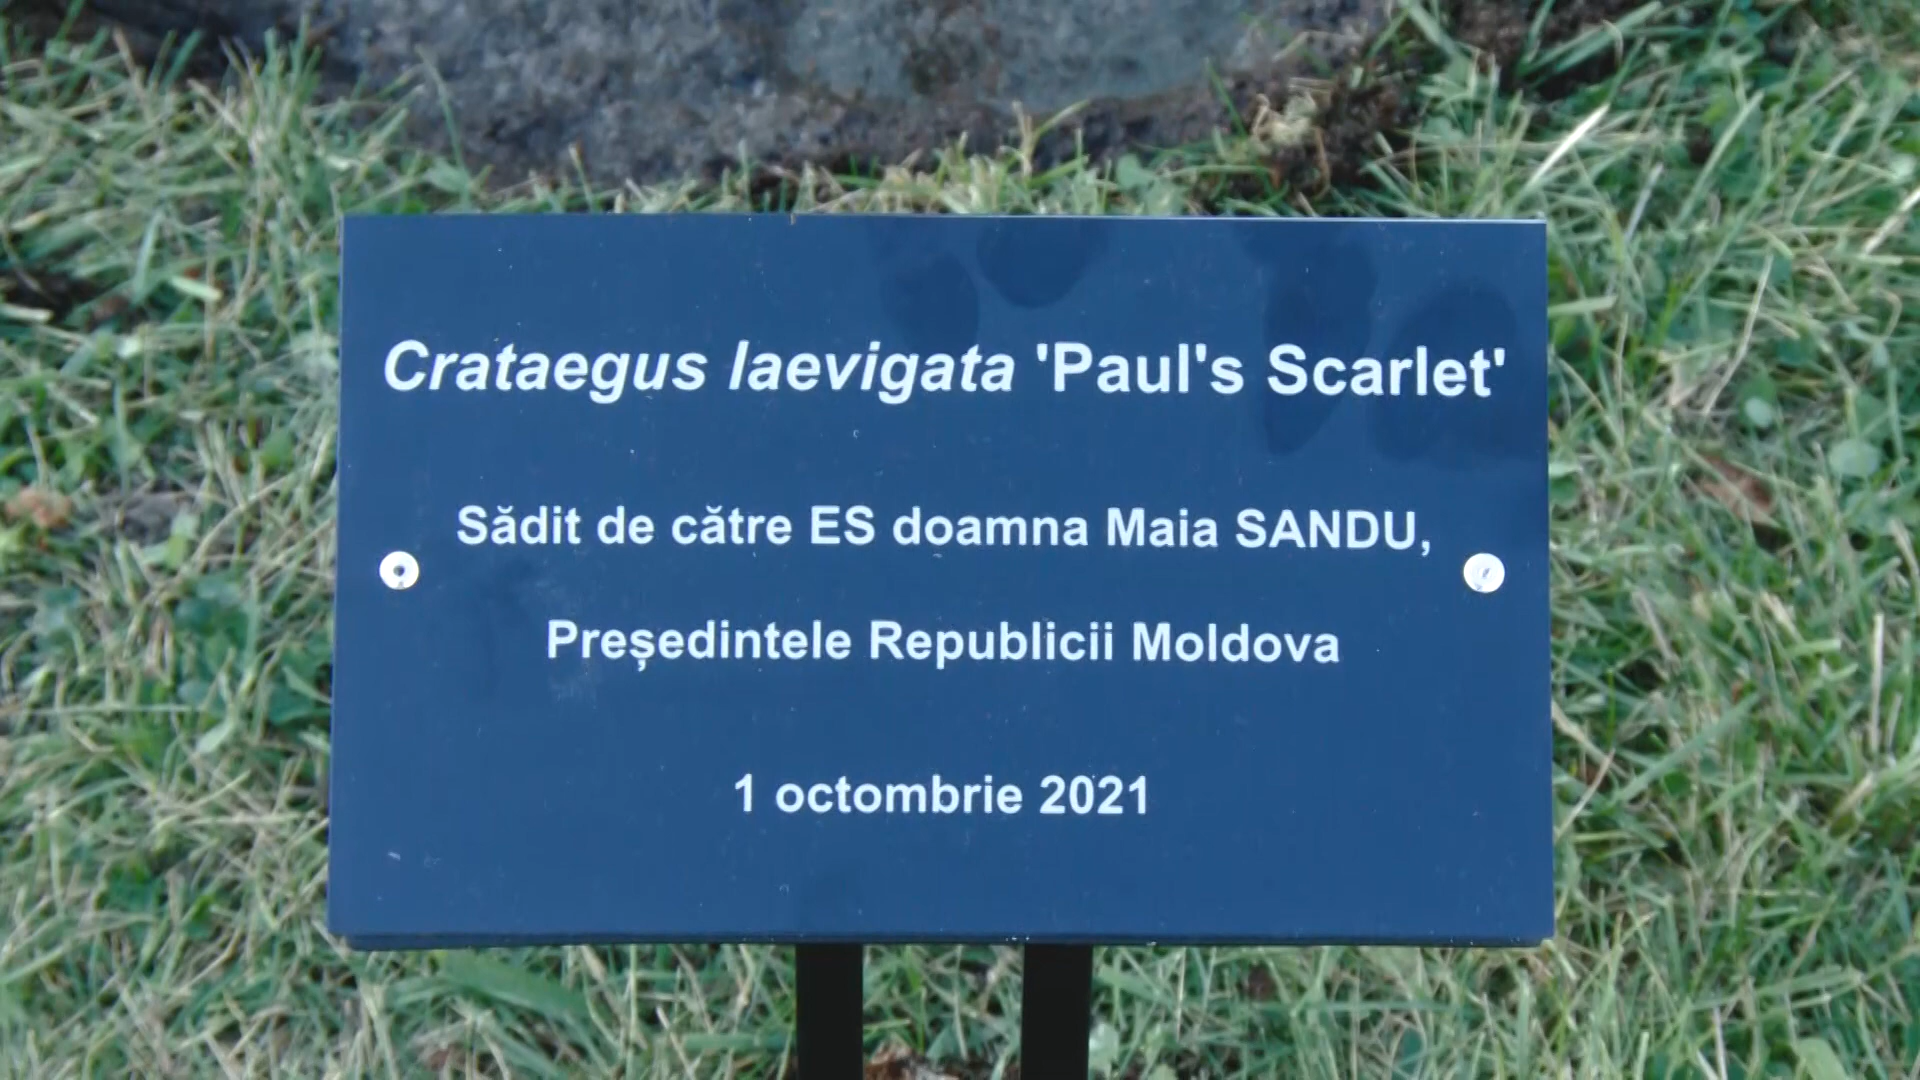 Crataegus laevigata 'Paul's Scarlet'
Sădit de către ES doamna Maia SANDU,
Președintele Republicii Moldova
1 octombrie 2021